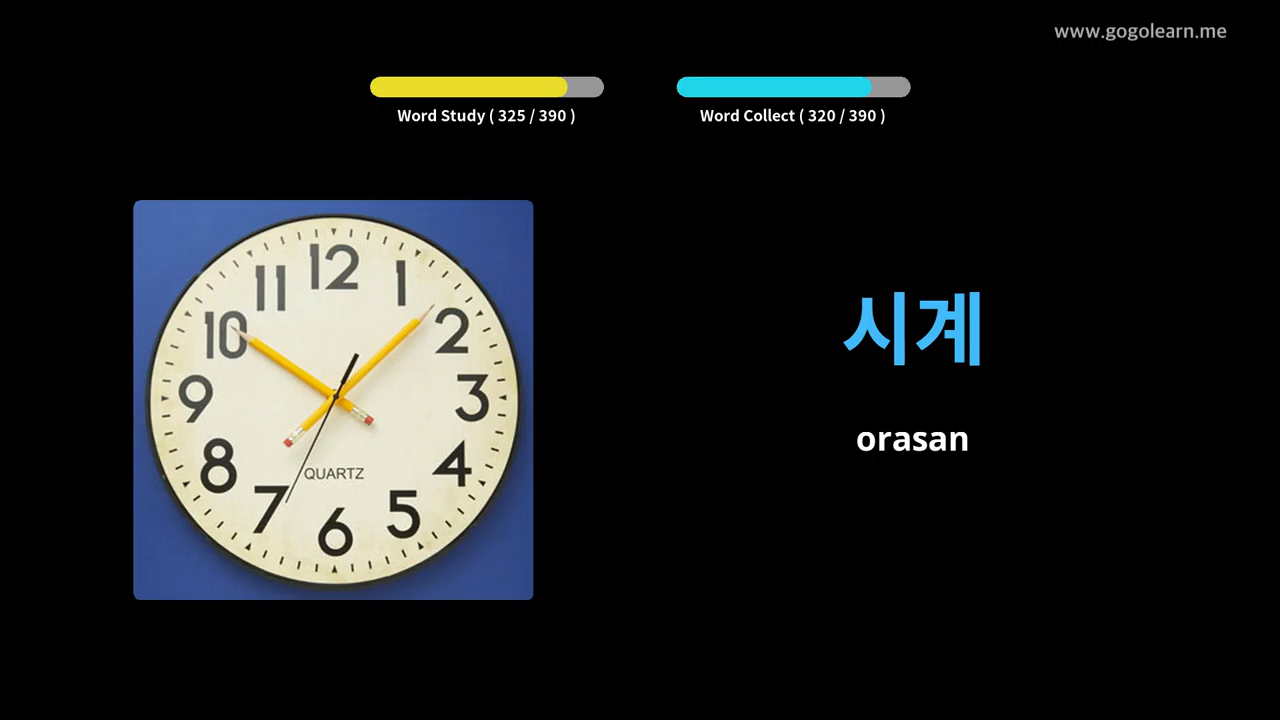 www.gogolearn.me
Word Study ( 325 / 390 )
Word Collect ( 320 / 390 )
12
11
1
10
2
9
3
8
4
7
5
6
QUARTZ
시계
orasan